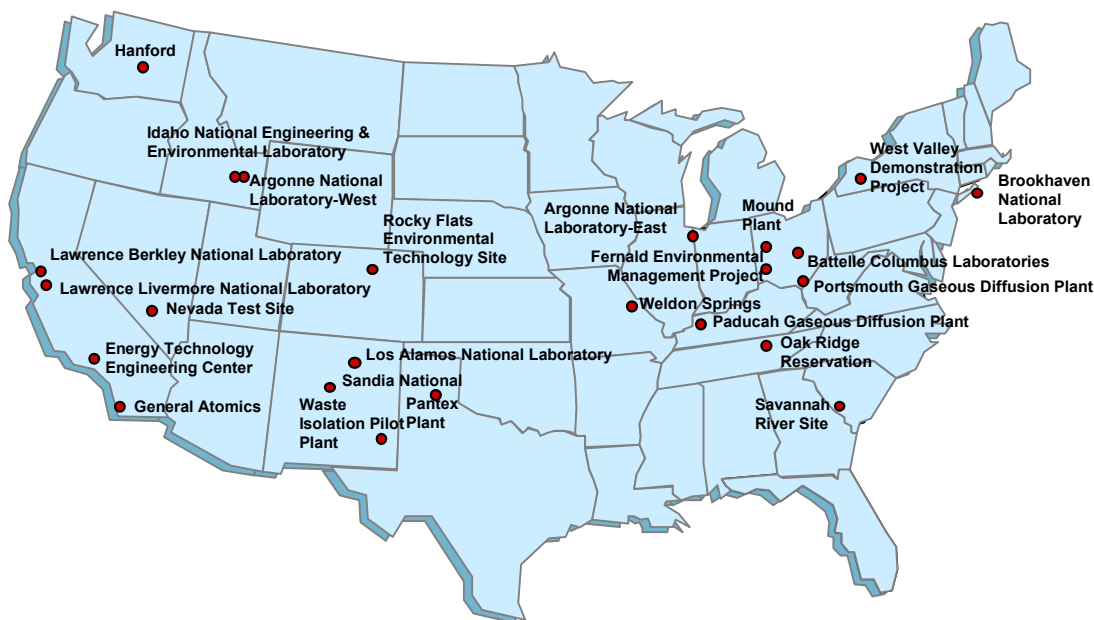 Hanford
Idaho National Engineering &
Environmental Laboratory
Argonne National
Laboratory-West
Rocky Flats
Environmental
Technology Site
Argonne National
Laboratory-East
Mound
Plant
West Valley
Demonstration
Project
Brookhaven
National
Laboratory
Lawrence Berkley National Laboratory
Lawrence Livermore National Laboratory
Nevada Test Site
Fernald Environmental
Management Project
Battelle Columbus Laboratories
Portsmouth Gaseous Diffusion Plant
Weldon Springs
Paducah Gaseous Diffusion Plant
Oak Ridge
Reservation
Energy Technology
Engineering Center
General Atomics
Los Alamos National Laboratory
Sandia National
Waste
Isolation Pilot
Plant
Pantex
Plant
Savannah
River Site